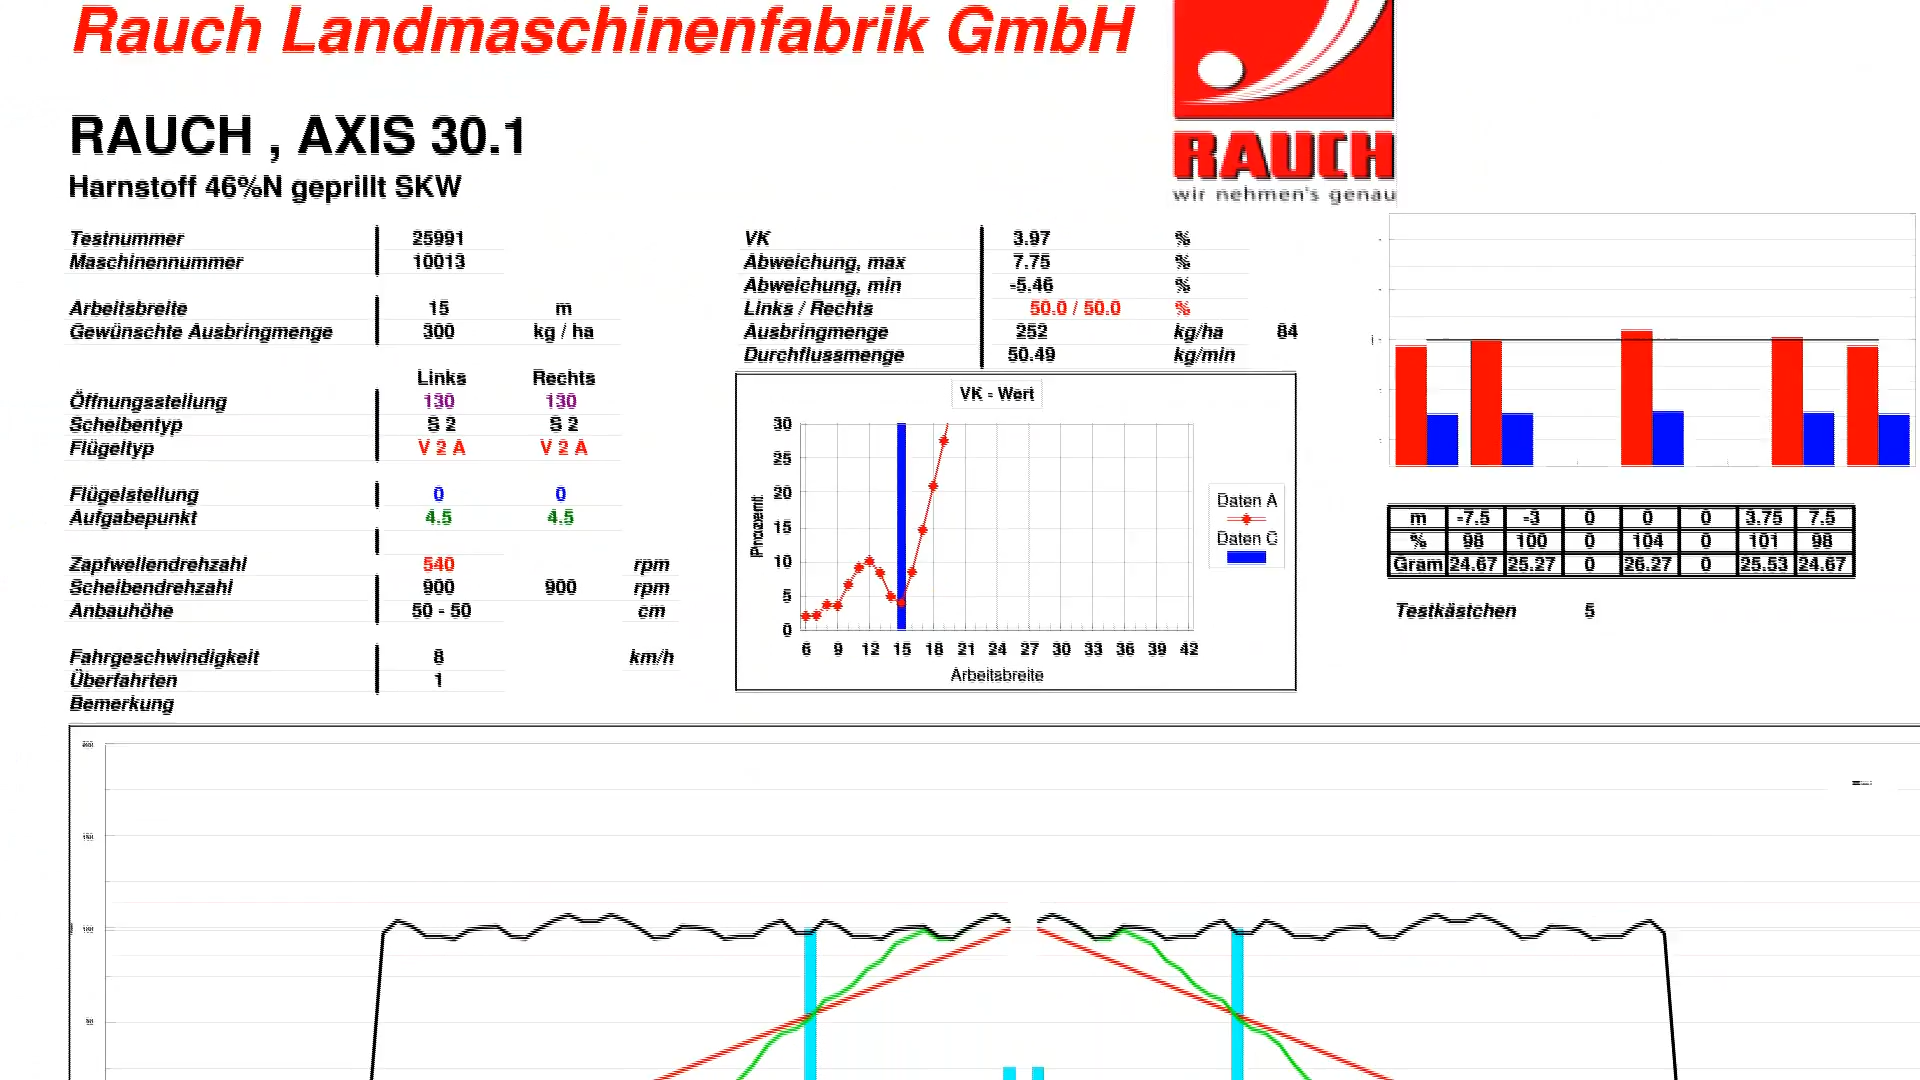 Rauch Landmaschinenfabrik GmbH
RAUCH
wir nehmen's genau
RAUCH , AXIS 30.1
Harnstoff 46%N geprillt SKW
Testnummer 25991
Maschinennummer 10013
Arbeitsbreite 15 m
Gewünschte Ausbringmenge 300 kg / ha
Links Rechts
Öffnungsstellung 130 130
Scheibentyp S 2 S 2
Flügeltyp V 2 A V 2 A
Flügelstellung 0 0
Aufgabepunkt 4.5 4.5
Zapfwellendrehzahl 540 rpm
Scheibendrehzahl 900 900 rpm
Anbauhöhe 50 - 50 cm
Fahrgeschwindigkeit 8 km/h
Überfahrten 1
Bemerkung
VK 3.97 %
Abweichung, max 7.75 %
Abweichung, min -5.46 %
Links / Rechts 50.0 / 50.0 %
Ausbringmenge 252 kg/ha 84
Durchflussmenge 50.49 kg/min
VK - Wert
30
25
20
15
10
5
0
Prozent
6 9 12 15 18 21 24 27 30 33 36 39 42
Arbeitsbreite
Daten A
Daten C
m -7.5 -3 0 0 0 3.75 7.5
% 98 100 0 104 0 101 98
Gram 24.67 25.27 0 26.27 0 25.53 24.67
Testkästchen 5
200
150
100
50